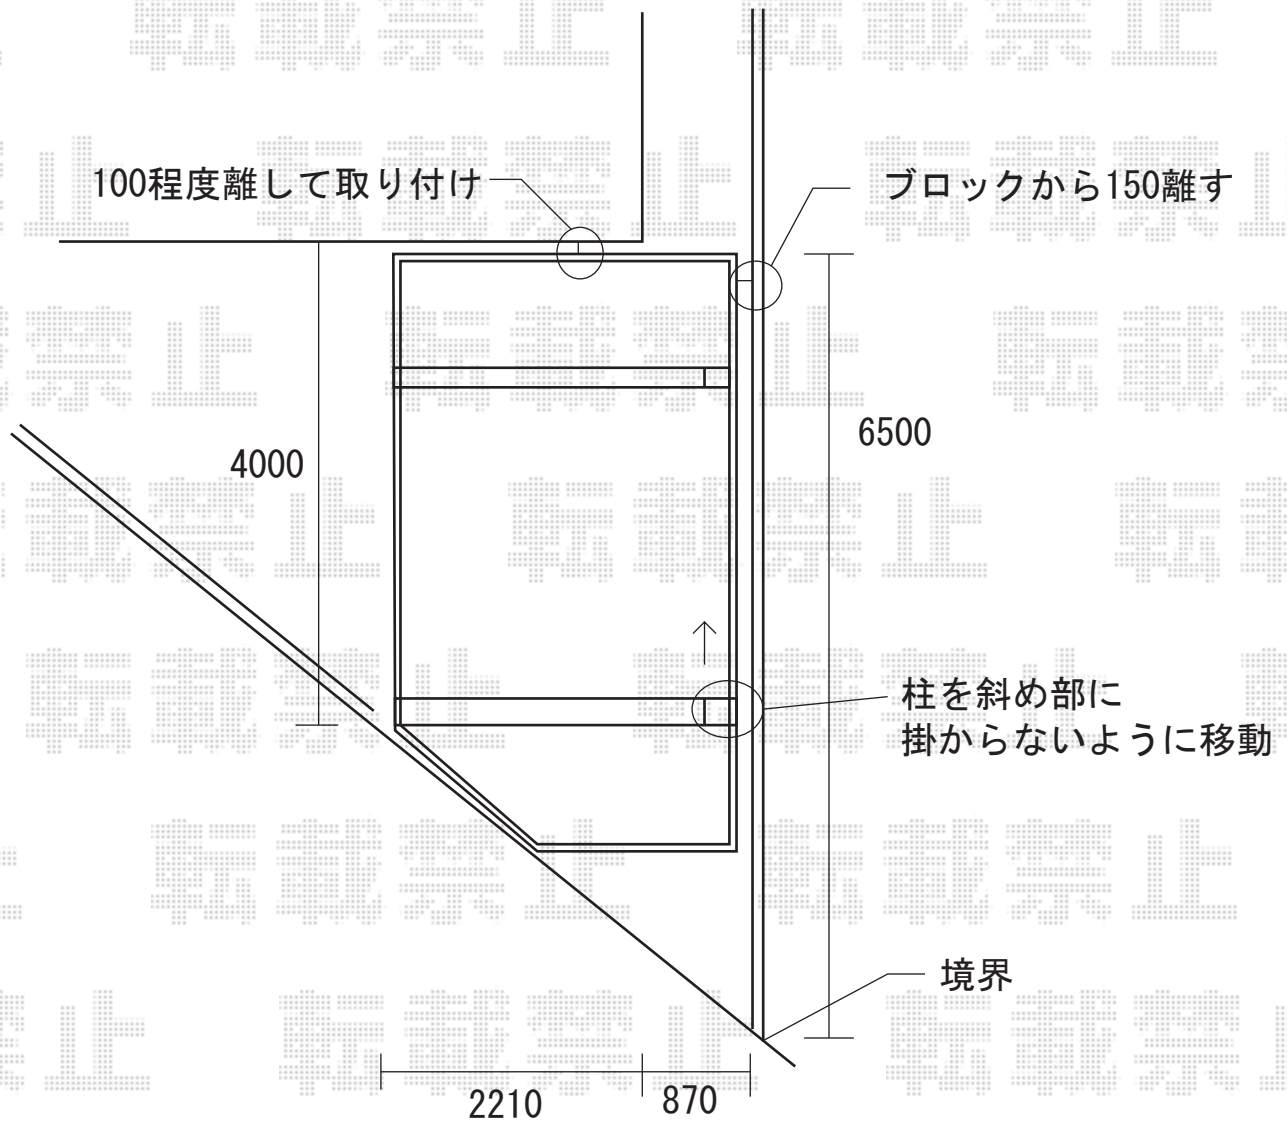 転載禁止
100程度離して取り付け
ブロックから150離す
4000
6500
柱を斜め部に
掛からないように移動
境界
2210
870